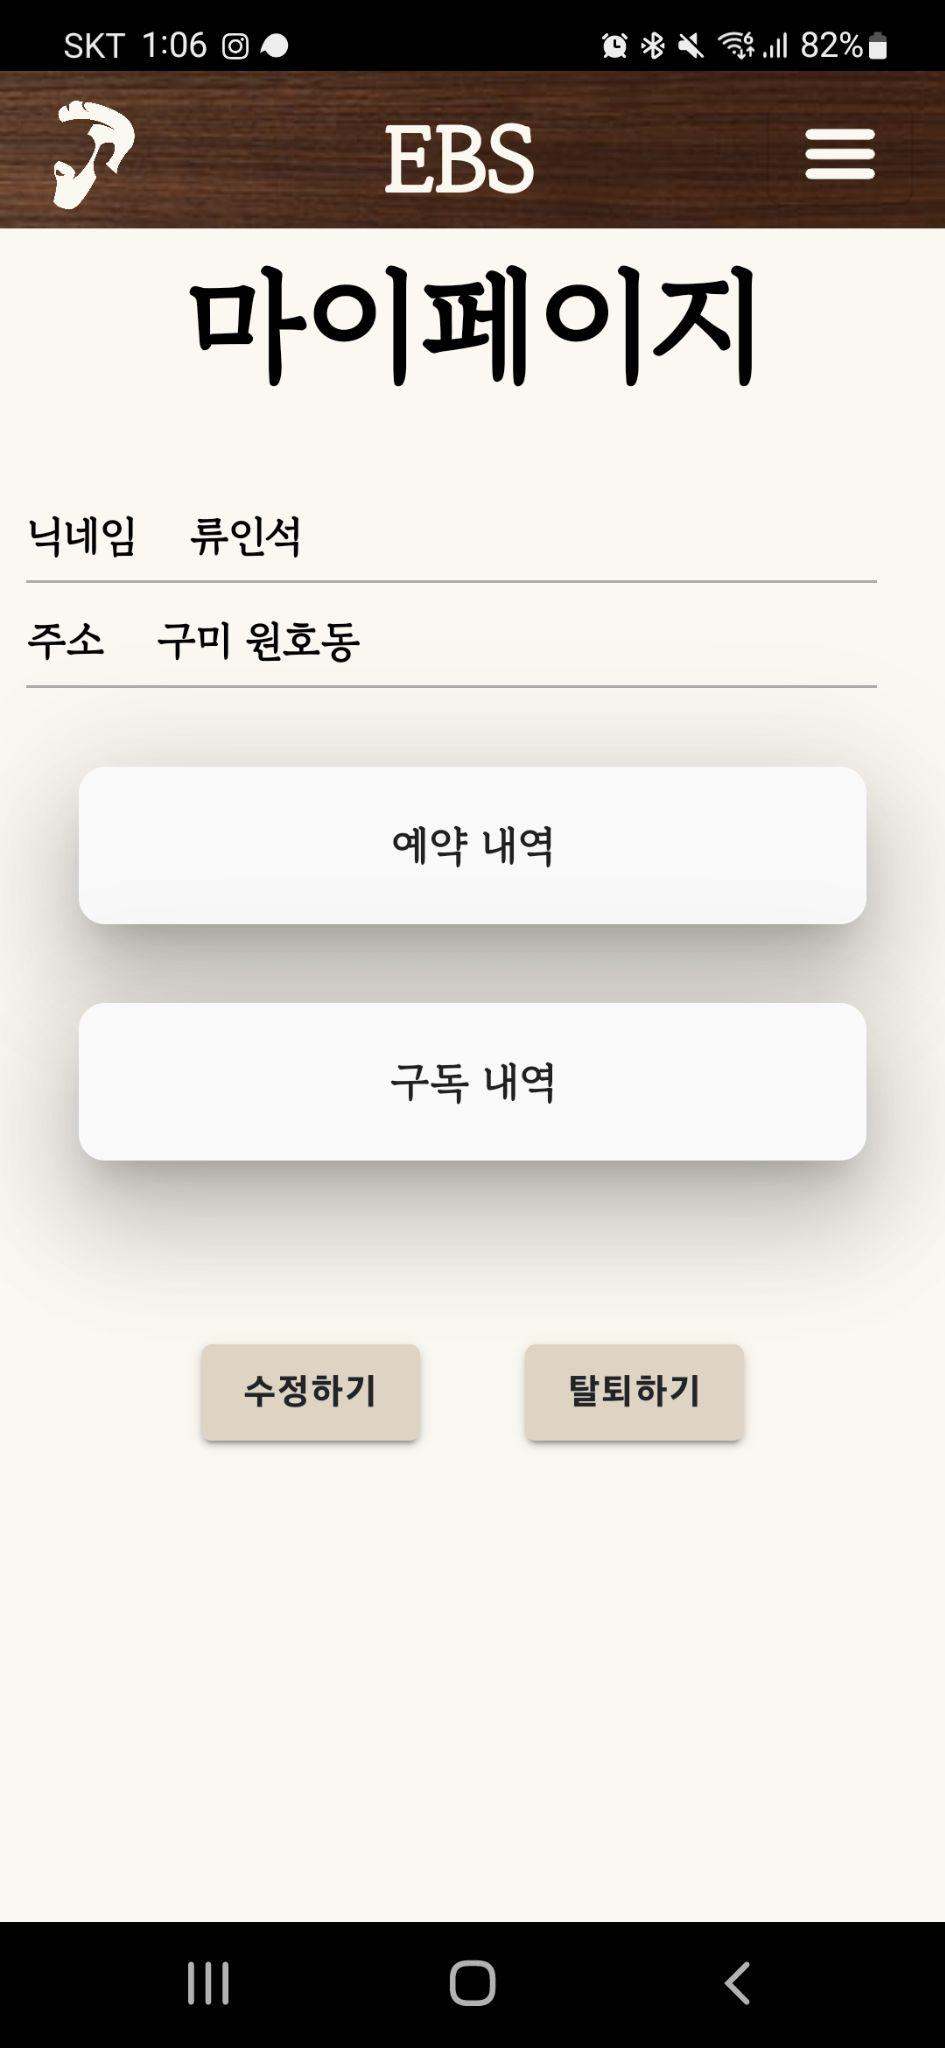 SKT 1:06 82%
EBS
마이페이지
닉네임 류인석
주소 구미 원호동
예약 내역
구독 내역
수정하기 탈퇴하기